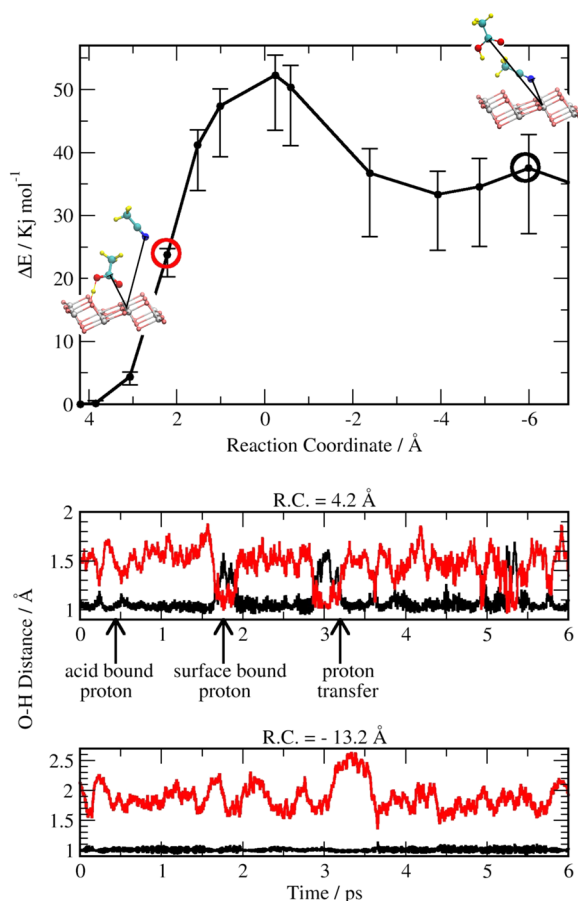 50
40
30
20
10
0
ΔE / Kj mol⁻¹
4 2 0 -2 -4 -6
Reaction Coordinate / Å
R.C. = 4.2 Å
2
1.5
1
0 1 2 3 4 5 6
acid bound proton
surface bound proton
proton transfer
O-H Distance / Å
R.C. = - 13.2 Å
2.5
2
1.5
1
0 1 2 3 4 5 6
Time / ps